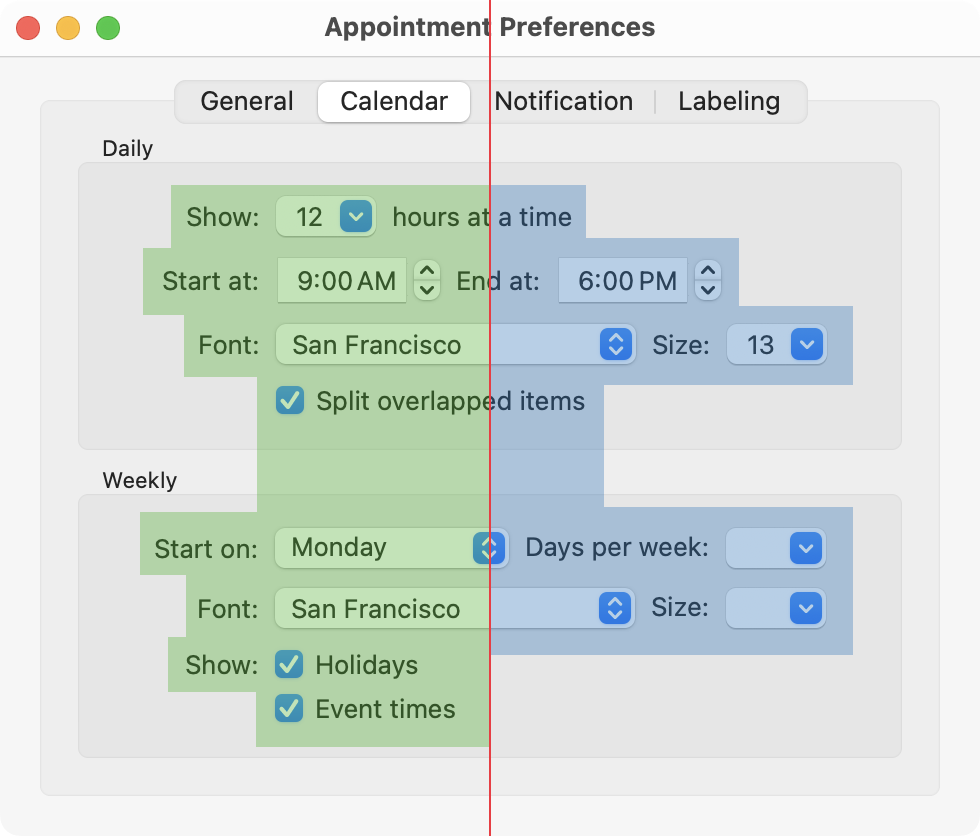 Appointment Preferences
General Calendar Notification Labeling
Daily
Show: 12 hours at a time
Start at: 9:00 AM End at: 6:00 PM
Font: San Francisco Size: 13
Split overlapped items
Weekly
Start on: Monday Days per week:
Font: San Francisco Size:
Show: Holidays
Event times